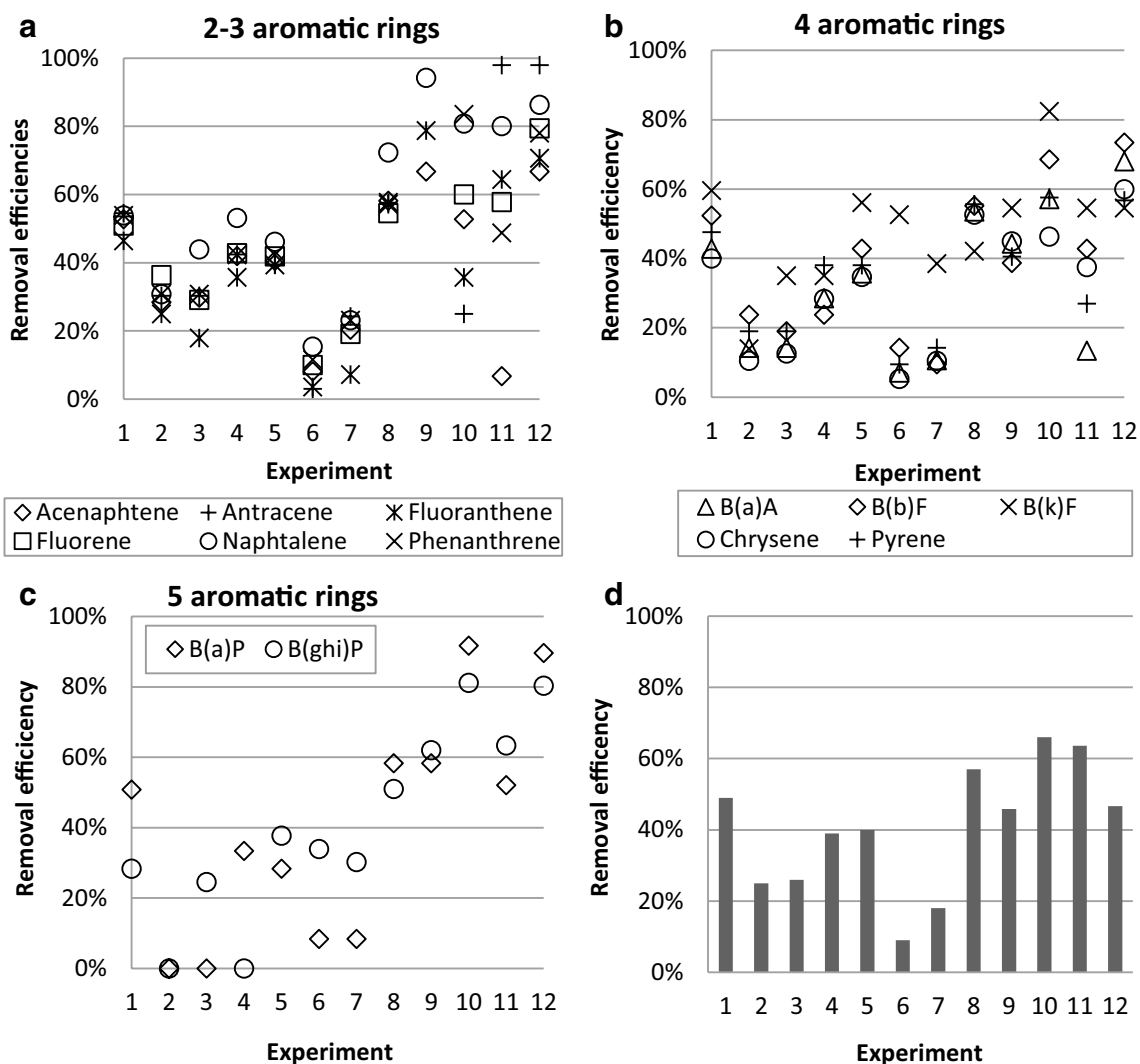 a
2-3 aromatic rings
Removal efficiencies
100%
80%
60%
40%
20%
0%
1 2 3 4 5 6 7 8 9 10 11 12
Experiment
Acenaphtene Antracene Fluoranthene
Fluorene Naphtalene Phenanthrene
b
4 aromatic rings
Removal efficicency
100%
80%
60%
40%
20%
0%
1 2 3 4 5 6 7 8 9 10 11 12
Experiment
B(a)A B(b)F B(k)F
Chrysene Pyrene
c
5 aromatic rings
Removal efficicency
100%
80%
60%
40%
20%
0%
B(a)P B(ghi)P
1 2 3 4 5 6 7 8 9 10 11 12
Experiment
d
Removal efficency
100%
80%
60%
40%
20%
0%
1 2 3 4 5 6 7 8 9 10 11 12
Experiment